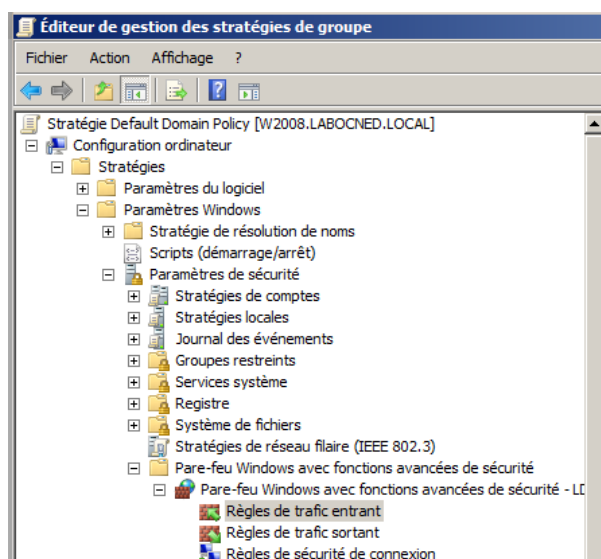 Éditeur de gestion des stratégies de groupe
Fichier Action Affichage ?
Stratégie Default Domain Policy [W2008.LABOCNED.LOCAL]
Configuration ordinateur
Stratégies
Paramètres du logiciel
Paramètres Windows
Stratégie de résolution de noms
Scripts (démarrage/arrêt)
Paramètres de sécurité
Stratégies de comptes
Stratégies locales
Journal des événements
Groupes restreints
Services système
Registre
Système de fichiers
Stratégies de réseau filaire (IEEE 802.3)
Pare-feu Windows avec fonctions avancées de sécurité
Pare-feu Windows avec fonctions avancées de sécurité - LD
Règles de trafic entrant
Règles de trafic sortant
Règles de sécurité de connexion